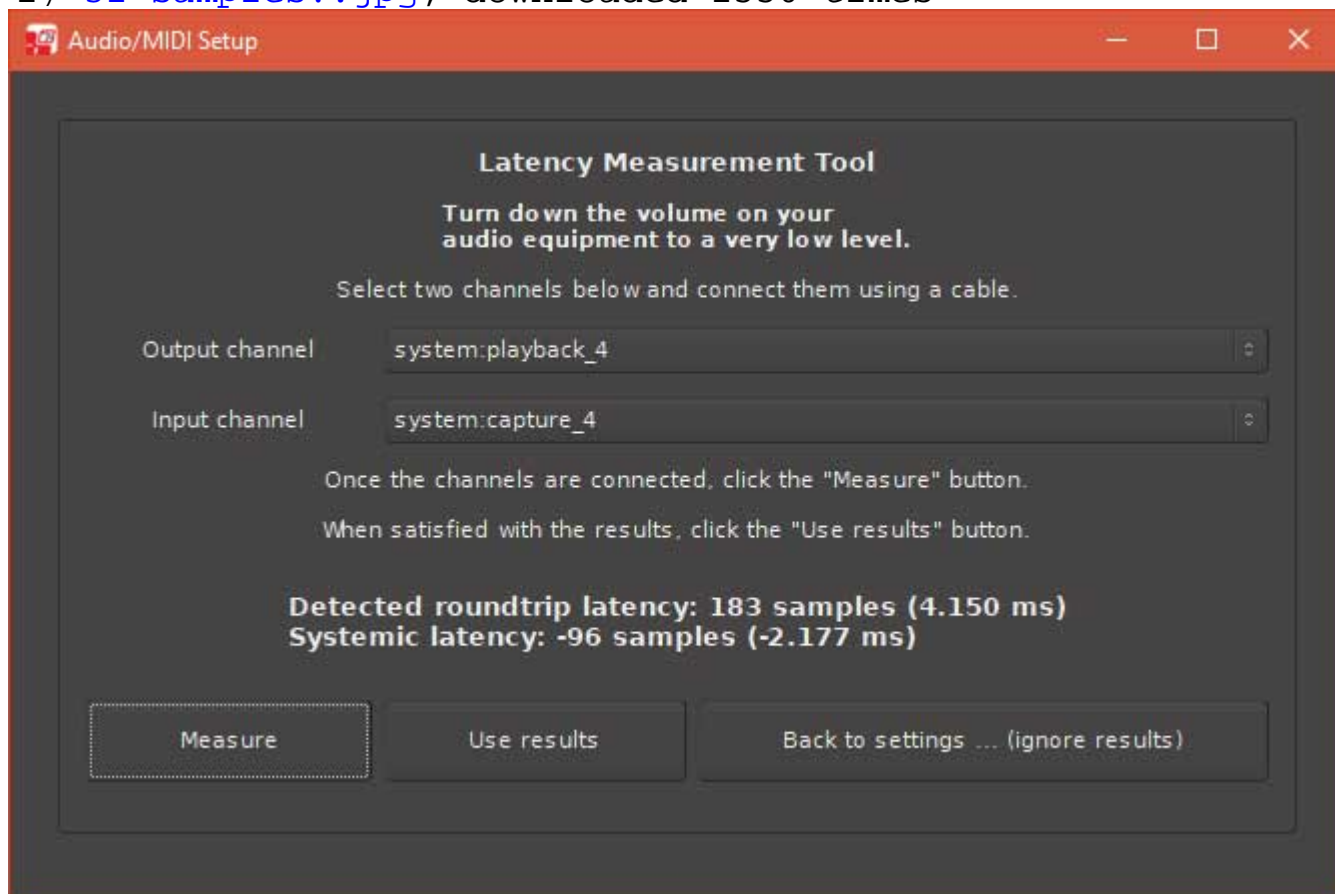 Audio/MIDI Setup
Latency Measurement Tool
Turn down the volume on your
audio equipment to a very low level.
Select two channels below and connect them using a cable.
Output channel system:playback_4
Input channel system:capture_4
Once the channels are connected, click the "Measure" button.
When satisfied with the results, click the "Use results" button.
Detected roundtrip latency: 183 samples (4.150 ms)
Systemic latency: -96 samples (-2.177 ms)
Measure Use results Back to settings ... (ignore results)